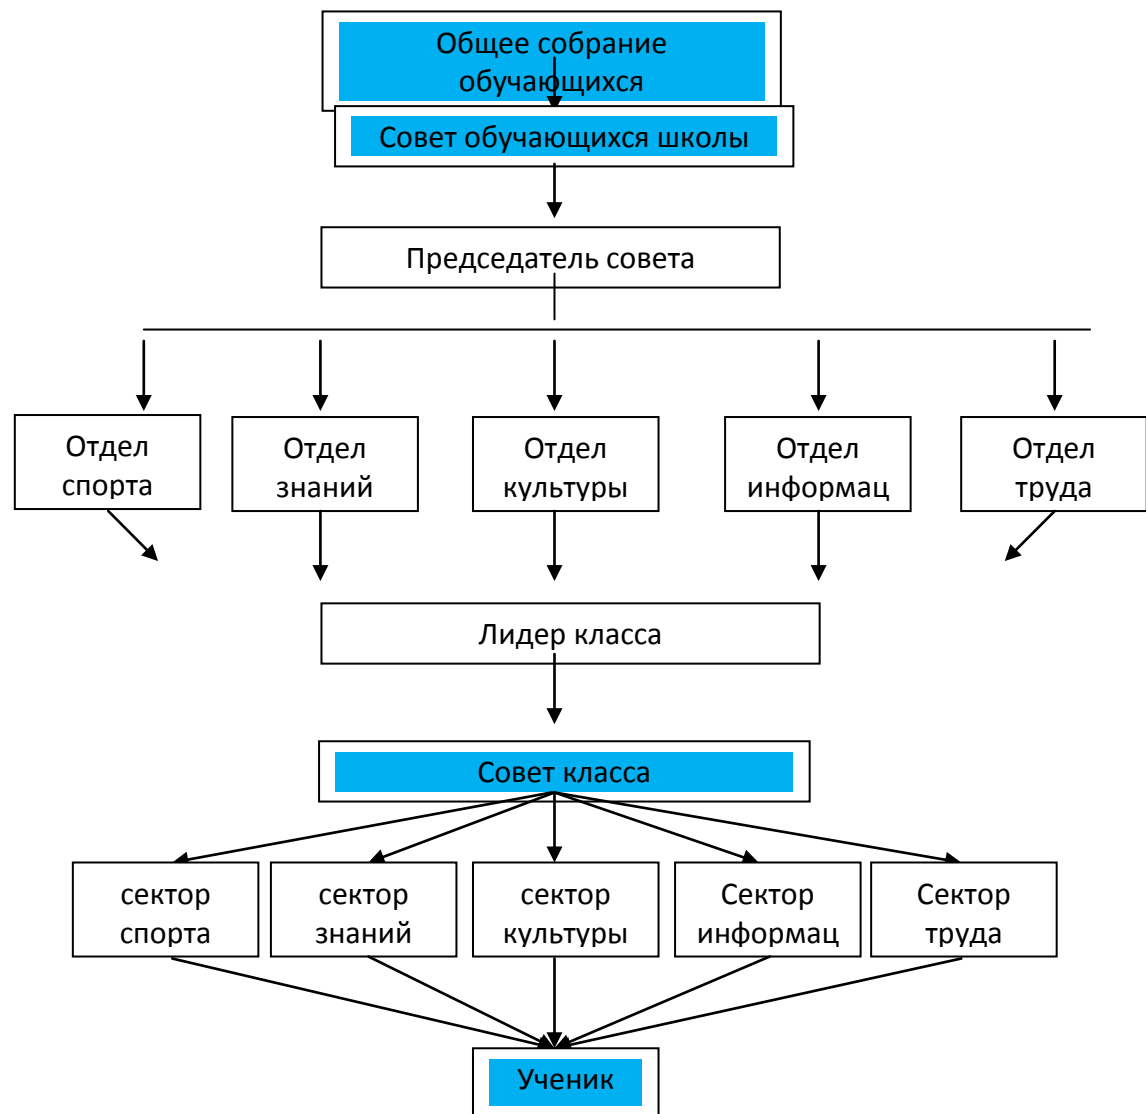 Общее собрание
обучающихся
Совет обучающихся школы
Председатель совета
Отдел
спорта
Отдел
знаний
Отдел
культуры
Отдел
информац
Отдел
труда
Лидер класса
Совет класса
сектор
спорта
сектор
знаний
сектор
культуры
Сектор
информац
Сектор
труда
Ученик